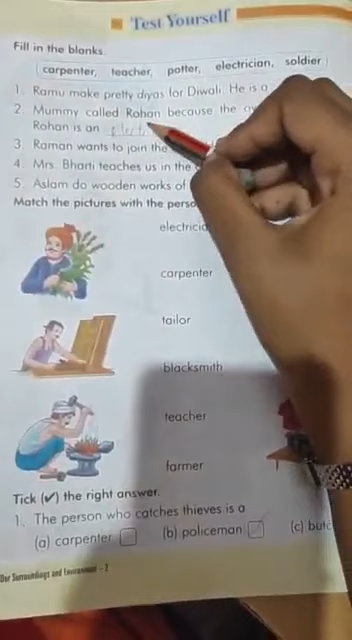 Test Yourself
Fill in the blanks.
carpenter, teacher, potter, electrician, soldier
1. Ramu make pretty diyas for Diwali. He is a
2. Mummy called Rohan because the
Rohan is an
3. Raman wants to join the
4. Mrs. Bharti teaches us in the
5. Aslam do wooden works of
Match the pictures with the
carpenter
tailor
blacksmith
teacher
farmer
Tick (✔) the right answer.
1. The person who catches thieves is a
(a) carpenter (b) policeman (c)
Our Surroundings and Environment - 2